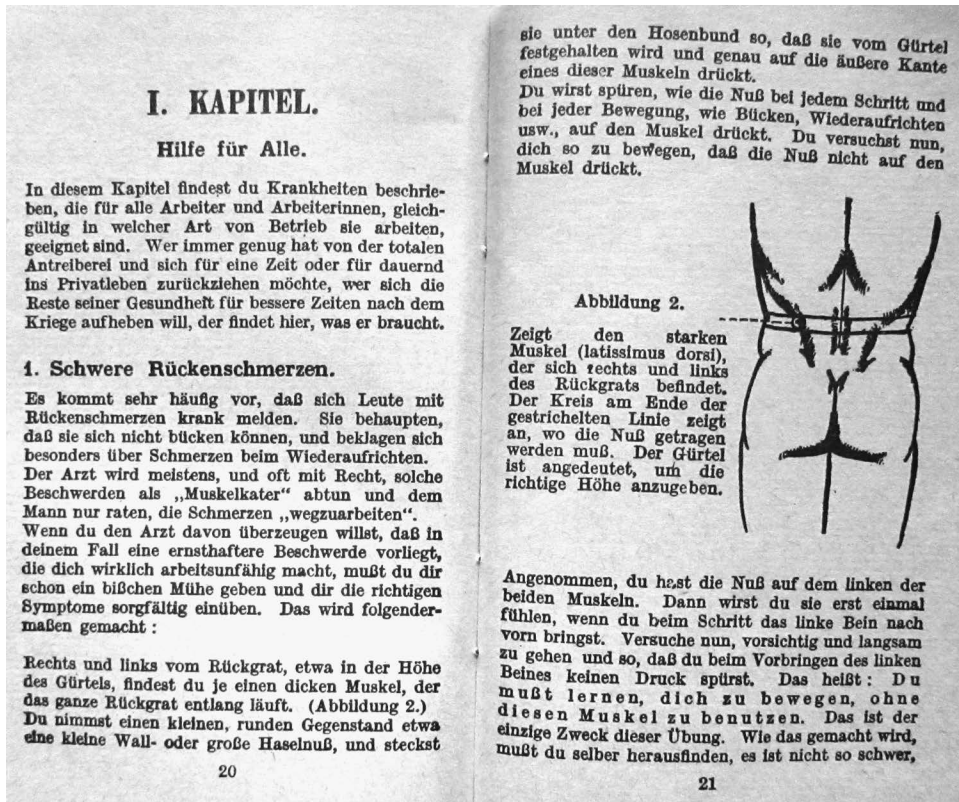 I. KAPITEL.
Hilfe für Alle.
In diesem Kapitel findest du Krankheiten beschrie-
ben, die für alle Arbeiter und Arbeiterinnen, gleich-
gültig in welcher Art von Betrieb sie arbeiten,
geeignet sind. Wer immer genug hat von der totalen
Antreiberei und sich für eine Zeit oder für dauernd
ins Privatleben zurückziehen möchte, wer sich die
Reste seiner Gesundheit für bessere Zeiten nach dem
Kriege aufheben will, der findet hier, was er braucht.
1. Schwere Rückenschmerzen.
Es kommt sehr häufig vor, daß sich Leute mit
Rückenschmerzen krank melden. Sie behaupten,
daß sie sich nicht bücken können, und beklagen sich
besonders über Schmerzen beim Wiederaufrichten.
Der Arzt wird meistens, und oft mit Recht, solche
Beschwerden als „Muskelkater“ abtun und dem
Mann nur raten, die Schmerzen „wegzuarbeiten“.
Wenn du den Arzt davon überzeugen willst, daß in
deinem Fall eine ernsthaftere Beschwerde vorliegt,
die dich wirklich arbeitsunfähig macht, mußt du dir
schon ein bißchen Mühe geben und dir die richtigen
Symptome sorgfältig einüben. Das wird folgender-
maßen gemacht :
Rechts und links vom Rückgrat, etwa in der Höhe
des Gürtels, findest du je einen dicken Muskel, der
das ganze Rückgrat entlang läuft. (Abbildung 2.)
Du nimmst einen kleinen, runden Gegenstand etwa
eine kleine Wall- oder große Haselnuß, und steckst
20
sie unter den Hosenbund so, daß sie vom Gürtel
festgehalten wird und genau auf die äußere Kante
eines dieser Muskeln drückt.
Du wirst spüren, wie die Nuß bei jedem Schritt und
bei jeder Bewegung, wie Bücken, Wiederaufrichten
usw., auf den Muskel drückt. Du versuchst nun,
dich so zu bewegen, daß die Nuß nicht auf den
Muskel drückt.
Abbildung 2.
Zeigt den starken
Muskel (latissimus dorsi),
der sich rechts und links
des Rückgrats befindet.
Der Kreis am Ende der
gestrichelten Linie zeigt
an, wo die Nuß getragen
werden muß. Der Gürtel
ist angedeutet, um die
richtige Höhe anzugeben.
Angenommen, du hast die Nuß auf dem linken der
beiden Muskeln. Dann wirst du sie erst einmal
fühlen, wenn du beim Schritt das linke Bein nach
vorn bringst. Versuche nun, vorsichtig und langsam
zu gehen und so, daß du beim Vorbringen des linken
Beines keinen Druck spürst. Das heißt : Du
mußt lernen, dich zu bewegen, ohne
diesen Muskel zu benutzen. Das ist der
einzige Zweck dieser Übung. Wie das gemacht wird,
mußt du selber herausfinden, es ist nicht so schwer,
21